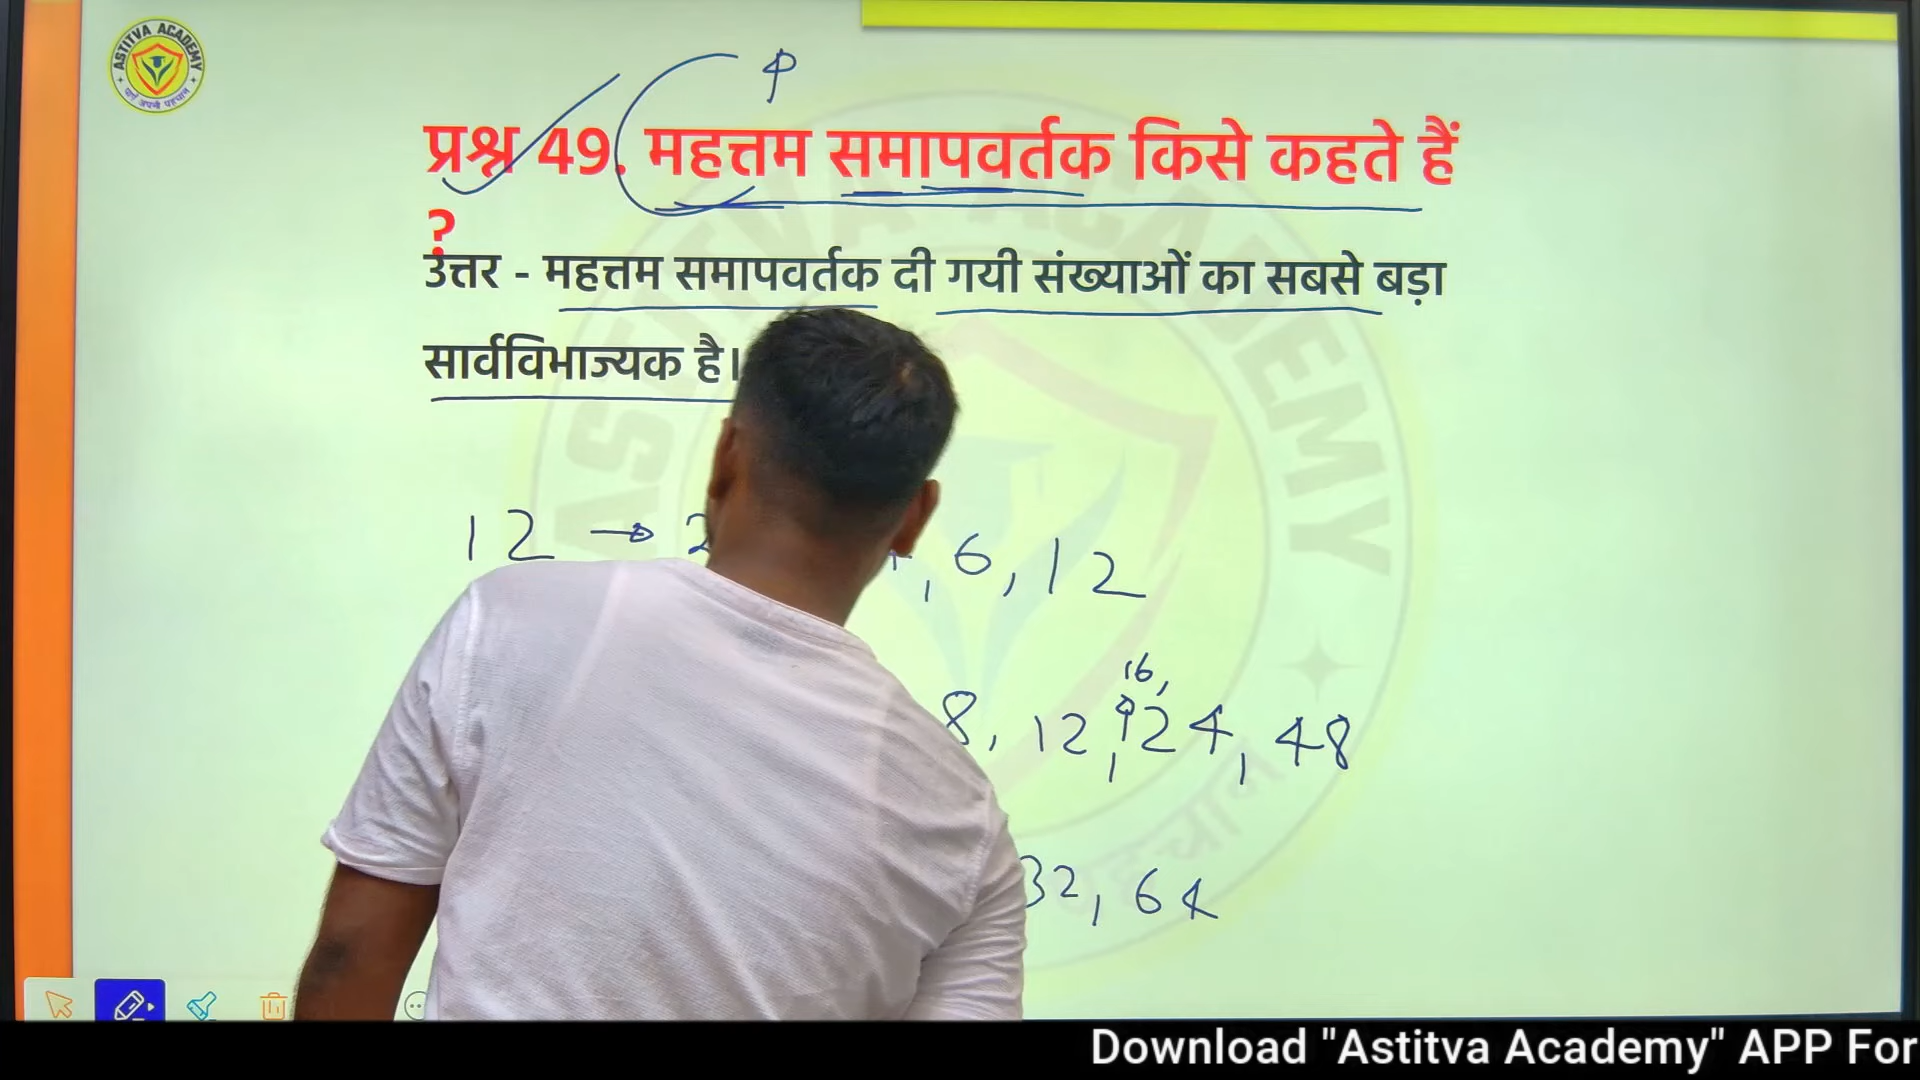 ASTITVA ACADEMY
प्रश्न 49. महत्तम समापवर्तक किसे कहते हैं
?
उत्तर - महत्तम समापवर्तक दी गयी संख्याओं का सबसे बड़ा
सार्वविभाज्यक है।
12 → 2 , 6, 12
16,
8, 12, 24, 48
32, 64
ASTITVA ACADEMY
Download "Astitva Academy" APP For